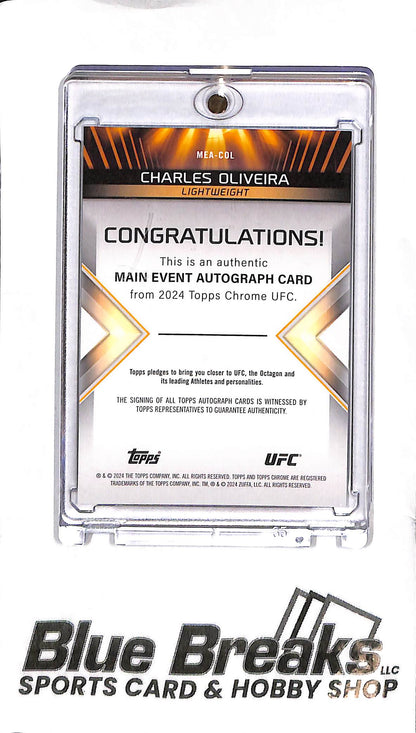 MEA-COL
CHARLES OLIVEIRA
LIGHTWEIGHT
CONGRATULATIONS!
This is an authentic
MAIN EVENT AUTOGRAPH CARD
from 2024 Topps Chrome UFC.
Topps pledges to bring you closer to UFC, the Octagon and
its leading Athletes and personalities.
THE SIGNING OF ALL TOPPS AUTOGRAPH CARDS IS WITNESSED BY
TOPPS REPRESENTATIVES TO GUARANTEE AUTHENTICITY.
Topps UFC
® & © 2024 THE TOPPS COMPANY, INC. ALL RIGHTS RESERVED. TOPPS AND TOPPS CHROME ARE REGISTERED
TRADEMARKS OF THE TOPPS COMPANY, INC. TM, ® & © 2024 ZUFFA, LLC. ALL RIGHTS RESERVED.
Blue Breaks LLC
SPORTS CARD & HOBBY SHOP